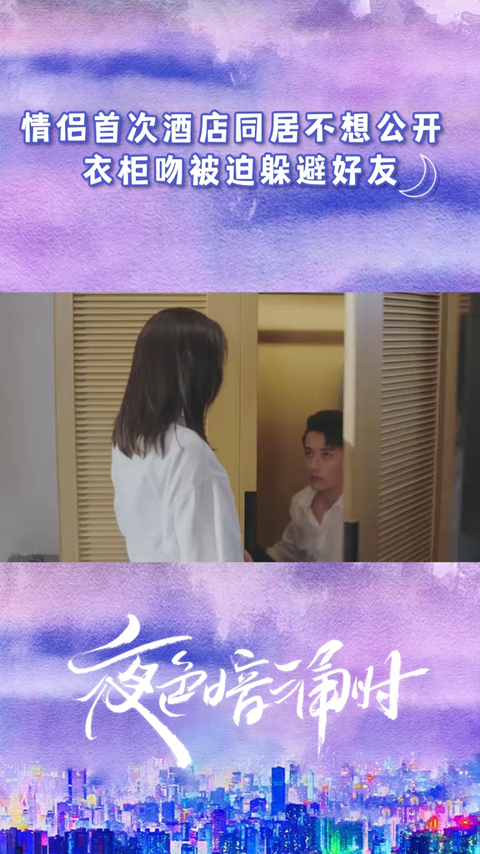 情侣首次酒店同居不想公开
衣柜吻被迫躲避好友
夜色暗涌时